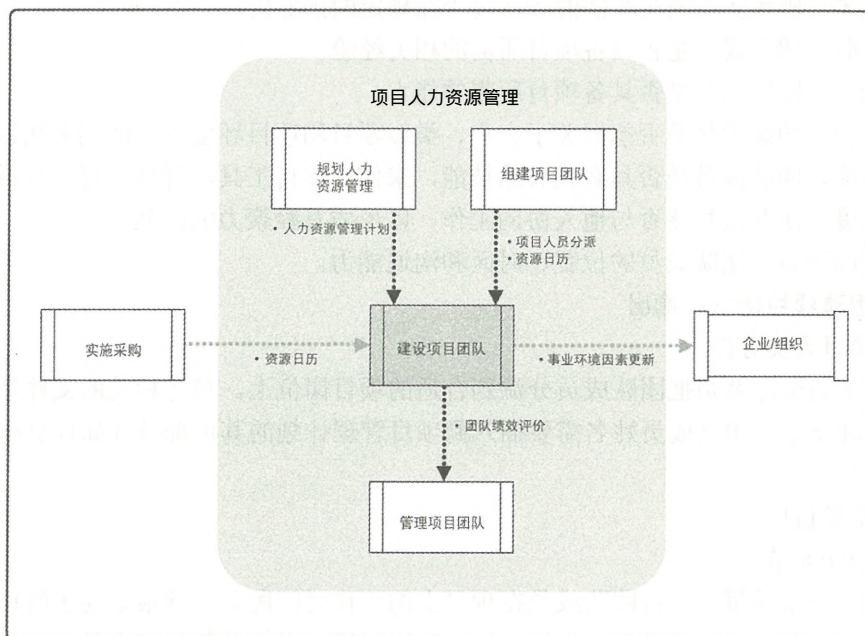 项目人力资源管理
规划人力
资源管理
组建项目团队
• 人力资源管理计划
• 项目人员分派
• 资源日历
实施采购
建设项目团队
企业/组织
• 资源日历
• 事业环境因素更新
• 团队绩效评价
管理项目团队